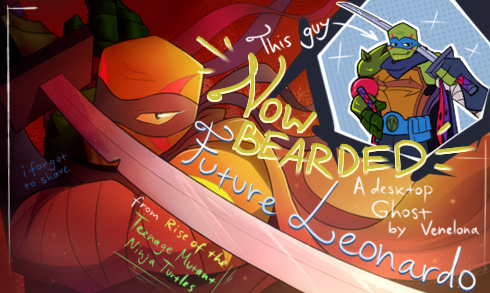 This guy
NOW
BEARDED
Future Leonardo
A desktop
Ghost
by Venelona
i forgot
to shave
from Rise of the
Teenage Mutant
Ninja Turtles